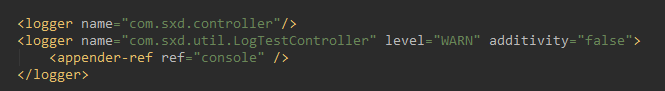 <logger name="com.sxd.controller"/>
<logger name="com.sxd.util.LogTestController" level="WARN" additivity="false">
    <appender-ref ref="console" />
</logger>